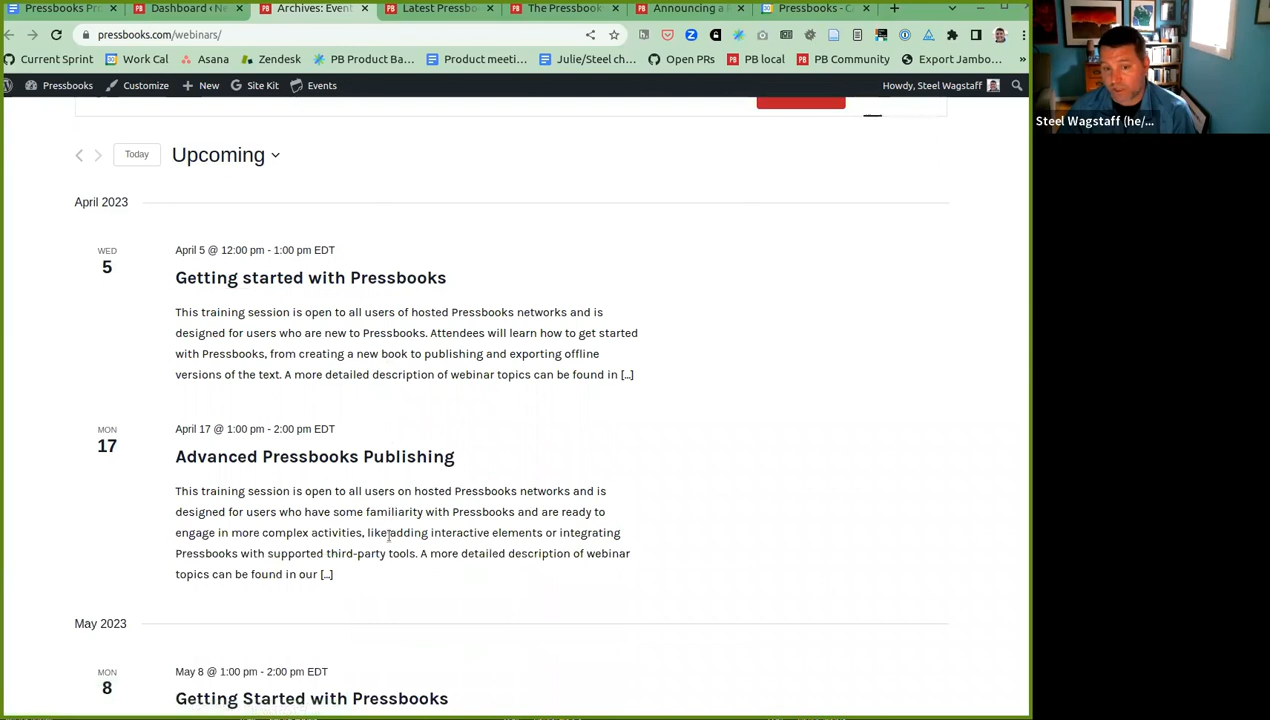 Pressbooks Pro
Dashboard ‹ Ne
Archives: Event
Latest Pressbo
The Pressbook
Announcing a
Pressbooks - C
pressbooks.com/webinars/
Current Sprint
Work Cal
Asana
Zendesk
PB Product Ba...
Product meeti...
Julie/Steel ch...
Open PRs
PB local
PB Community
Export Jambo...
Pressbooks
Customize
New
Site Kit
Events
Howdy, Steel Wagstaff
Steel Wagstaff (he/...
Today
Upcoming
April 2023
WED
5
April 5 @ 12:00 pm - 1:00 pm EDT
Getting started with Pressbooks
This training session is open to all users of hosted Pressbooks networks and is
designed for users who are new to Pressbooks. Attendees will learn how to get started
with Pressbooks, from creating a new book to publishing and exporting offline
versions of the text. A more detailed description of webinar topics can be found in [...]
MON
17
April 17 @ 1:00 pm - 2:00 pm EDT
Advanced Pressbooks Publishing
This training session is open to all users on hosted Pressbooks networks and is
designed for users who have some familiarity with Pressbooks and are ready to
engage in more complex activities, like adding interactive elements or integrating
Pressbooks with supported third-party tools. A more detailed description of webinar
topics can be found in our [...]
May 2023
MON
8
May 8 @ 1:00 pm - 2:00 pm EDT
Getting Started with Pressbooks